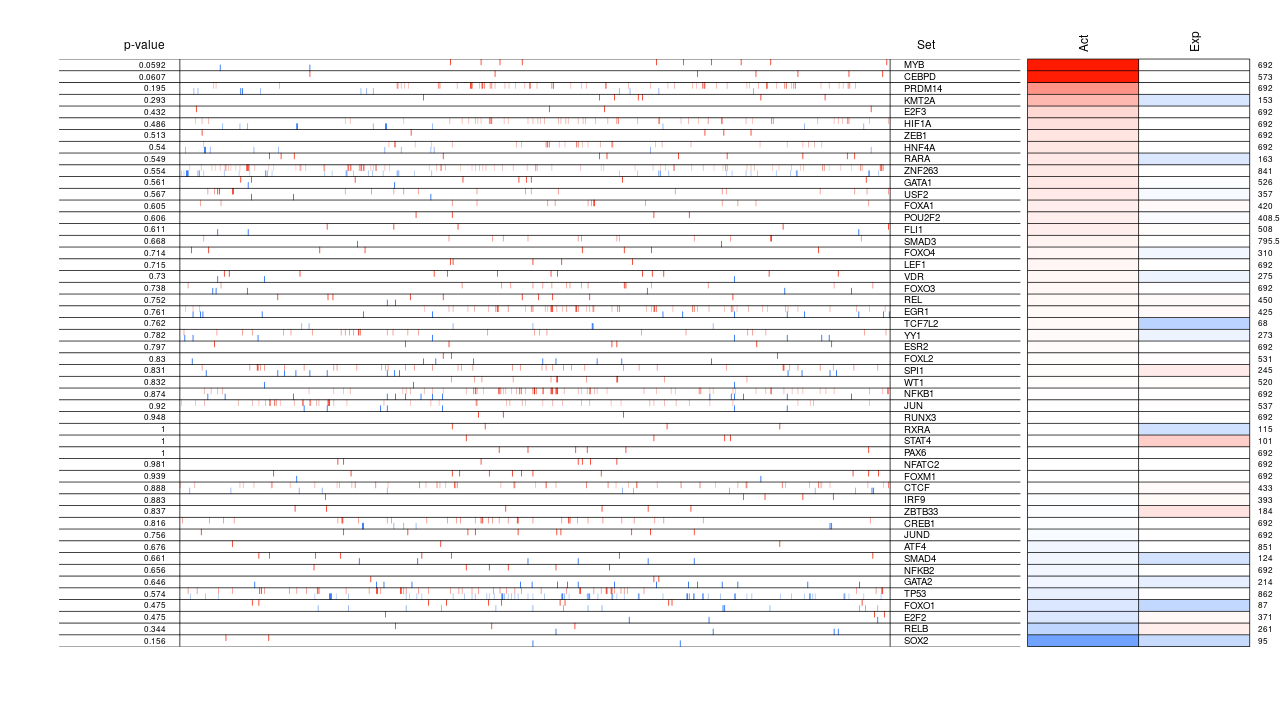 p-value Set Act Exp
0.0592 MYB 692
0.0607 CEBPD 573
0.195 PRDM14 692
0.293 KMT2A 153
0.432 E2F3 692
0.486 HIF1A 692
0.513 ZEB1 692
0.54 HNF4A 692
0.549 RARA 163
0.554 ZNF263 841
0.561 GATA1 526
0.567 USF2 357
0.605 FOXA1 420
0.606 POU2F2 408.5
0.611 FLI1 508
0.668 SMAD3 795.5
0.714 FOXO4 310
0.715 LEF1 692
0.73 VDR 275
0.738 FOXO3 692
0.752 REL 450
0.761 EGR1 425
0.762 TCF7L2 68
0.782 YY1 273
0.797 ESR2 692
0.83 FOXL2 531
0.831 SPI1 245
0.832 WT1 520
0.874 NFKB1 692
0.92 JUN 537
0.948 RUNX3 692
1 RXRA 115
1 STAT4 101
1 PAX6 692
0.981 NFATC2 692
0.939 FOXM1 692
0.888 CTCF 433
0.883 IRF9 393
0.837 ZBTB33 184
0.816 CREB1 692
0.756 JUND 692
0.676 ATF4 851
0.661 SMAD4 124
0.656 NFKB2 692
0.646 GATA2 214
0.574 TP53 862
0.475 FOXO1 87
0.475 E2F2 371
0.344 RELB 261
0.156 SOX2 95